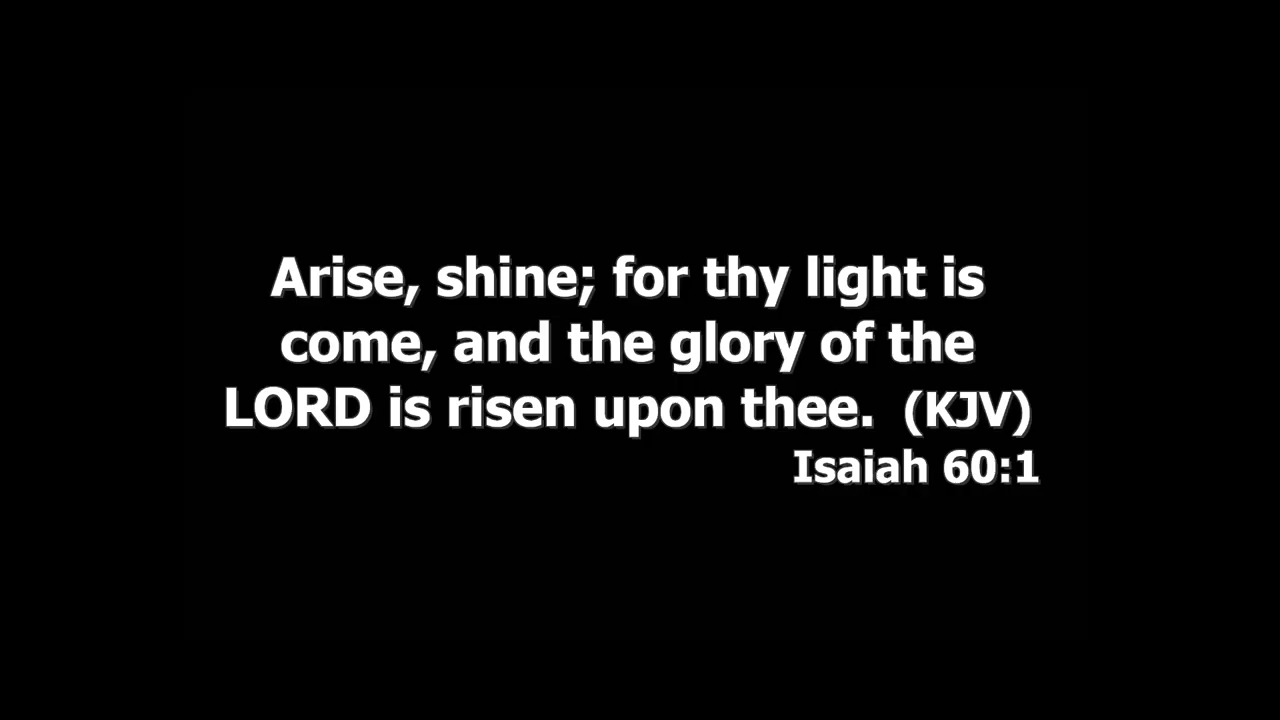 Arise, shine; for thy light is
come, and the glory of the
LORD is risen upon thee. (KJV)
Isaiah 60:1